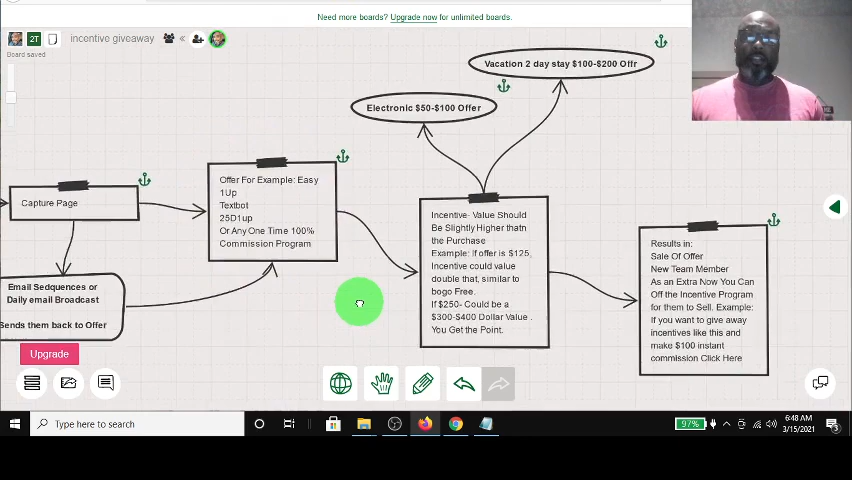 Need more boards? Upgrade now for unlimited boards.
2T
incentive giveaway
Board saved
Vacation 2 day stay $100-$200 Offr
Electronic $50-$100 Offer
Capture Page
Offer For Example: Easy
1Up
Textbot
25D1up
Or Any One Time 100%
Commission Program
Incentive- Value Should
Be Slightly Higher thatn
the Purchase
Example: If offer is $125,
Incentive could value
double that, similar to
bogo Free.
If $250- Could be a
$300-$400 Dollar Value .
You Get the Point.
Results in:
Sale Of Offer
New Team Member
As an Extra Now You Can
Off the Incentive Program
for them to Sell. Example:
If you want to give away
incentives like this and
make $100 instant
commission Click Here
Email Sedquences or
Daily email Broadcast
Sends them back to Offer
Upgrade
Type here to search
97%
6:48 AM
3/15/2021
3